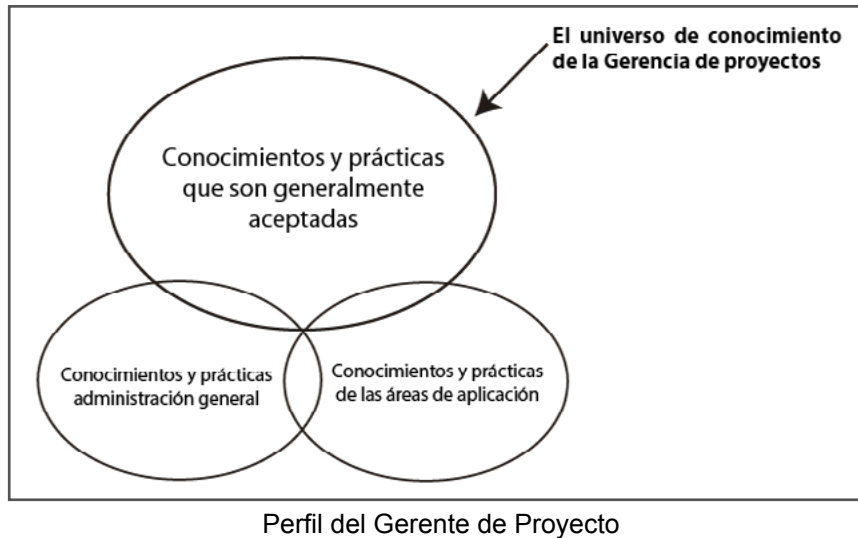 El universo de conocimiento
de la Gerencia de proyectos
Conocimientos y prácticas
que son generalmente
aceptadas
Conocimientos y prácticas
administración general
Conocimientos y prácticas
de las áreas de aplicación
Perfil del Gerente de Proyecto